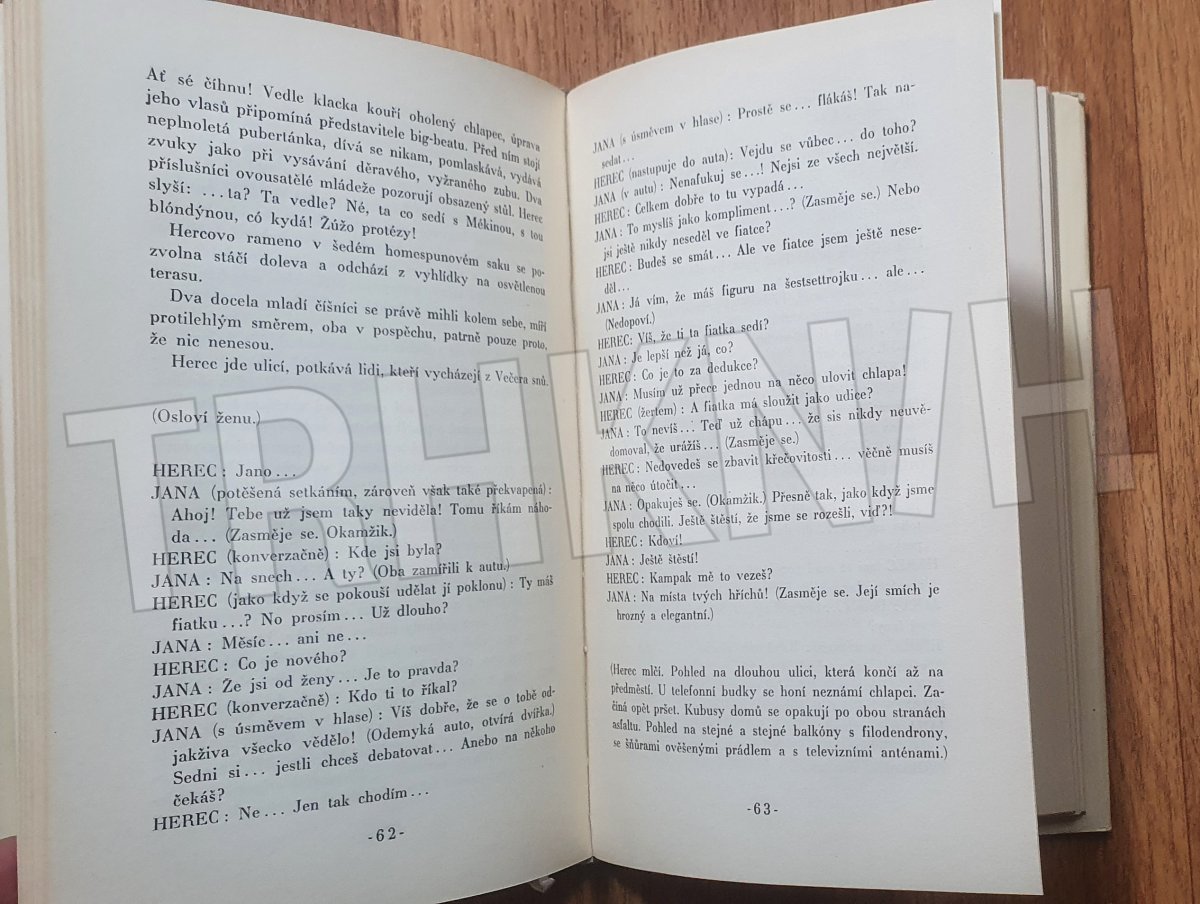 Ať sé číhnu! Vedle klacka kouří oholený chlapec, úprava
jeho vlasů připomíná představitele big-beatu. Před ním stojí
neplnoletá pubertánka, dívá se nikam, pomlaskává, vydává
zvuky jako při vysávání děravého, vyžraného zubu. Dva
příslušníci ovousatělé mládeže pozorují obsazený stůl. Herec
slyší: ...ta? Ta vedle? Né, ta co sedí s Mékinou, s tou
blóndýnou, có kydá! Žůžo protézy!
Hercovo rameno v šedém homespunovém saku se po-
zvolna stáčí doleva a odchází z vyhlídky na osvětlenou
terasu.
Dva docela mladí číšníci se právě mihli kolem sebe, míří
protilehlým směrem, oba v pospěchu, patrně pouze proto,
že nic nenesou.
Herec jde ulicí, potkává lidi, kteří vycházejí z Večera snů.
(Osloví ženu.)
HEREC: Jano...
JANA (potěšená setkáním, zároveň však také překvapená):
Ahoj! Tebe už jsem taky neviděla! Tomu říkám náho-
da... (Zasměje se. Okamžik.)
HEREC (konverzačně): Kde jsi byla?
JANA: Na snech... A ty? (Oba zamířili k autu.)
HEREC (jako když se pokouší udělat jí poklonu): Ty máš
fiatku...? No prosím... Už dlouho?
JANA: Měsíc... ani ne...
HEREC: Co je nového?
JANA: Že jsi od ženy... Je to pravda?
HEREC (konverzačně): Kdo ti to říkal?
JANA (s úsměvem v hlase): Víš dobře, že se o tobě od-
jakživa všecko vědělo! (Odemyká auto, otvírá dvířka.)
Sedni si... jestli chceš debatovat... Anebo na někoho
čekáš?
HEREC: Ne... Jen tak chodím...
-62-
JANA (s úsměvem v hlase): Prostě se... flákáš! Tak na-
sedat...
HEREC (nastupuje do auta): Vejdu se vůbec... do toho?
JANA (v autu): Nenafukuj se...! Nejsi ze všech největší.
HEREC: Celkem dobře to tu vypadá...
JANA: To myslíš jako kompliment...? (Zasměje se.) Nebo
jsi ještě nikdy neseděl ve fiatce?
HEREC: Budeš se smát... Ale ve fiatce jsem ještě nese-
děl...
JANA: Já vím, že máš figuru na šestsettrojku... ale...
(Nedopoví.)
HEREC: Víš, že ti ta fiatka sedí?
JANA: Je lepší než já, co?
HEREC: Co je to za dedukce?
JANA: Musím už přece jednou na něco ulovit chlapa!
HEREC (žertem): A fiatka má sloužit jako udice?
JANA: To nevíš... Teď už chápu... že sis nikdy neuvě-
domoval, že urážíš... (Zasměje se.)
HEREC: Nedovedeš se zbavit křečovitosti... věčně musíš
na něco útočit...
JANA: Opakuješ se. (Okamžik.) Přesně tak, jako když jsme
spolu chodili. Ještě štěstí, že jsme se rozešli, viď?!
HEREC: Kdoví!
JANA: Ještě štěstí!
HEREC: Kampak mě to vezeš?
JANA: Na místa tvých hříchů! (Zasměje se. Její smích je
hrozný a elegantní.)
(Herec mlčí. Pohled na dlouhou ulici, která končí až na
předměstí. U telefonní budky se honí neznámí chlapci. Za-
číná opět pršet. Kubusy domů se opakují po obou stranách
asfaltu. Pohled na stejné a stejné balkóny s filodendrony,
se šňůrami ověšenými prádlem a s televizními anténami.)
-63-
TRHKNIH